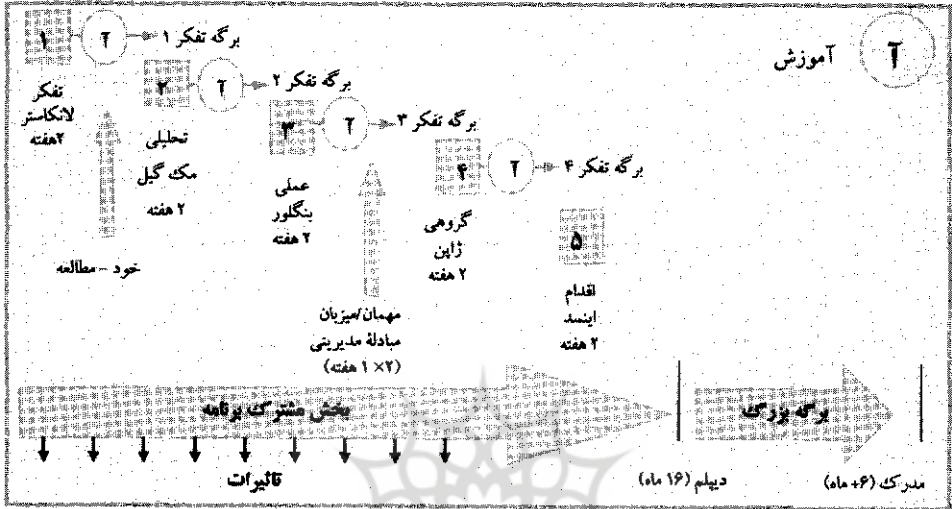 آ آموزش
۱ آ برگه تفکر ۱
تفکر
لانکاستر
۲هفته
۲ آ برگه تفکر ۲
تحلیلی
مک گیل
۲ هفته
۳ آ برگه تفکر ۳
عملی
بنگلور
۲ هفته
۴ آ برگه تفکر ۴
گروهی
ژاپن
۲ هفته
۵
اقدام
اینسد
۲ هفته
خود - مطالعه
مهمان/میزبان
مبادلهٔ مدیریتی
(۲× ۱ هفته)
بخش مشترک برنامه
برگه بزرگ
تاثیرات
دیپلم (۱۶ ماه)
مدرک (۶+ ماه)